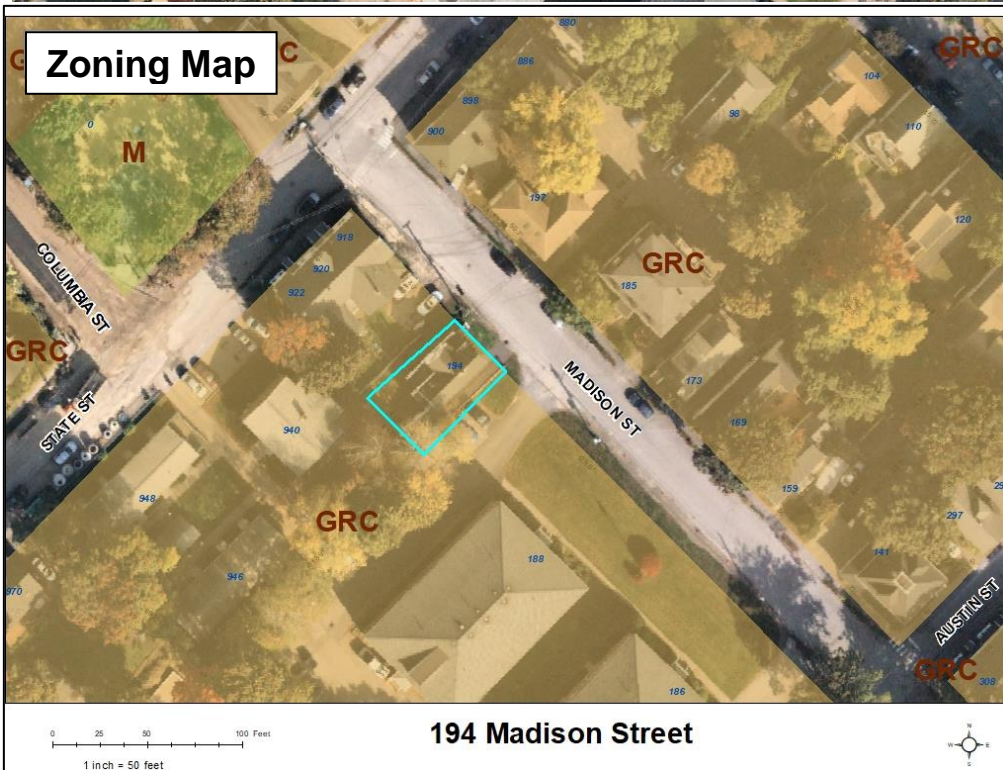 Zoning Map
880
G
C
GRC
886
104
898
0
98
110
900
M
197
120
918
GRC
920
185
922
COLUMBIA ST
194
GRC
MADISON ST
173
STATE ST
169
940
948
159
297
GRC
188
141
946
970
AUSTIN ST
GRC
308
186
0 25 50 100 Feet
1 inch = 50 feet
194 Madison Street
N
W E
S